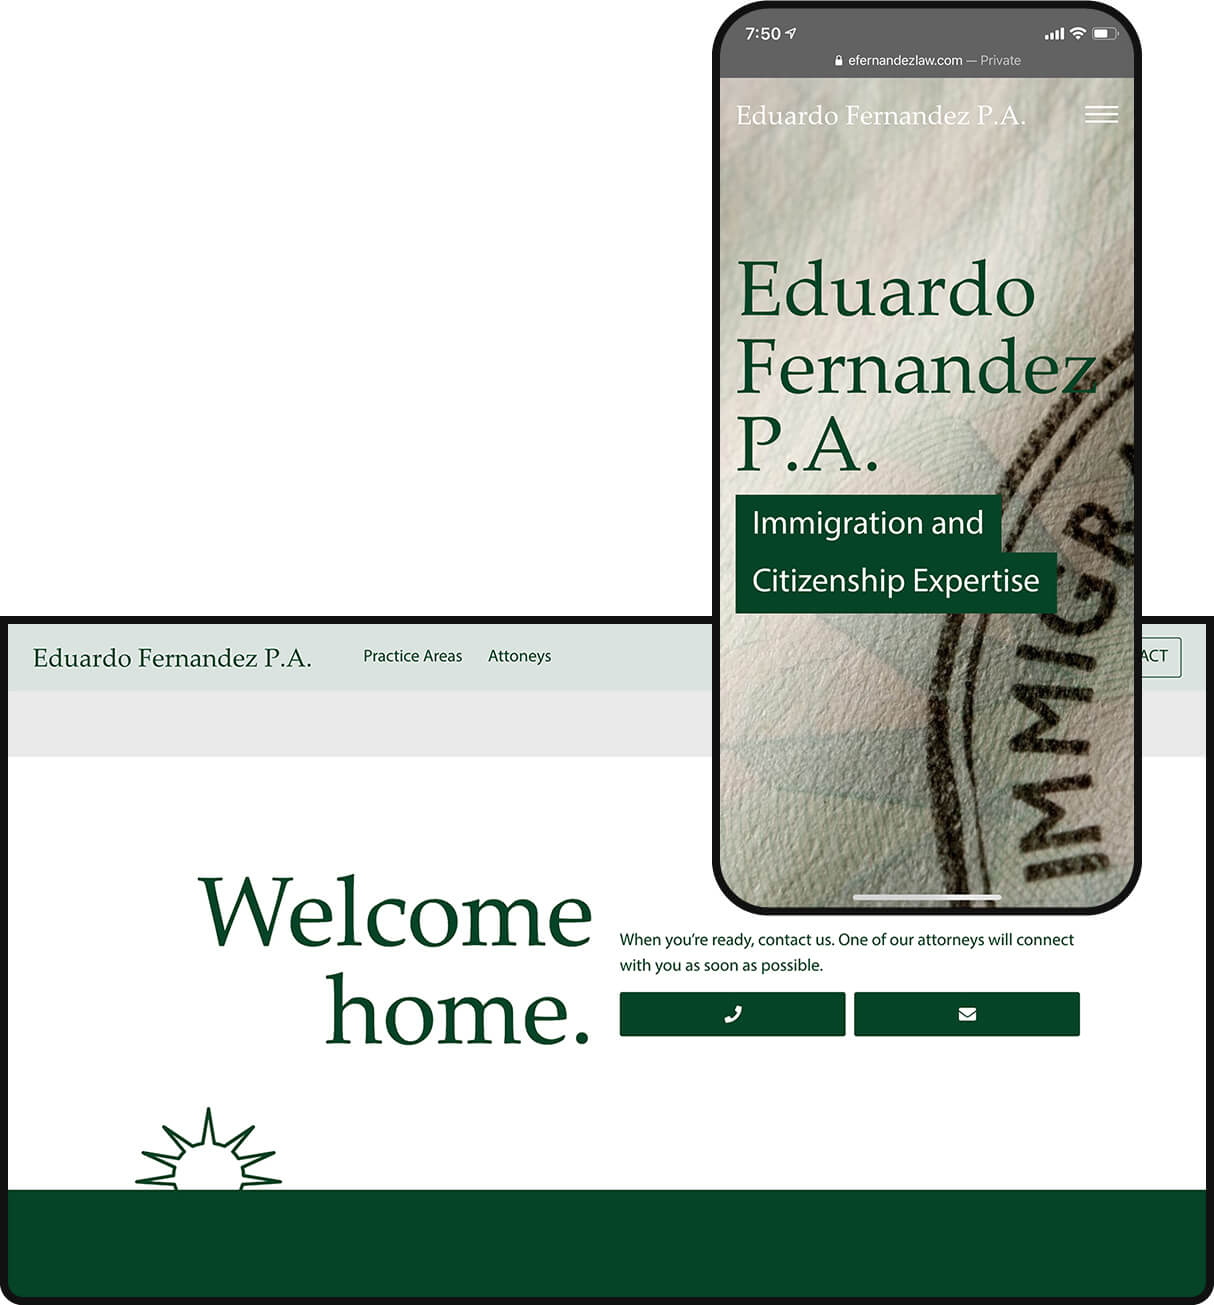 7:50
efernandezlaw.com — Private
Eduardo Fernandez P.A.
Eduardo
Fernandez
P.A.
Immigration and
Citizenship Expertise
IMMIGRA
Eduardo Fernandez P.A.
Practice Areas Attoneys
ACT
Welcome
home.
When you’re ready, contact us. One of our attorneys will connect
with you as soon as possible.